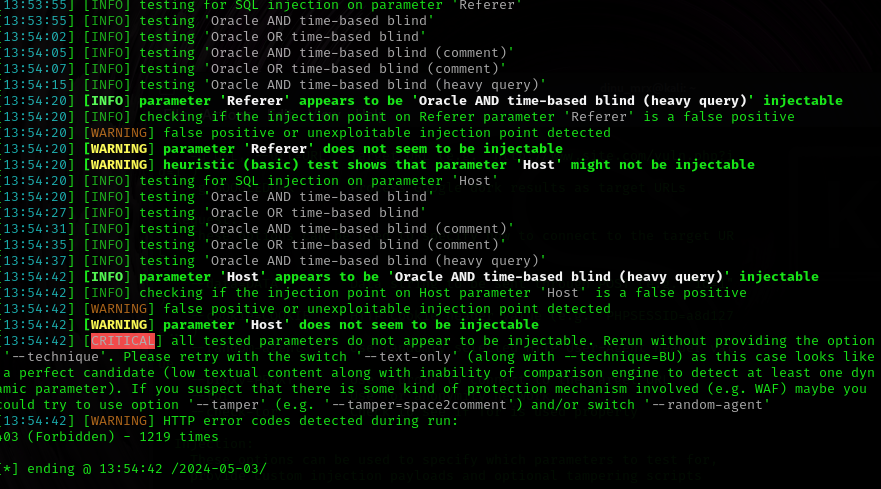 [13:53:55] [INFO] testing for SQL injection on parameter 'Referer'
[13:53:55] [INFO] testing 'Oracle AND time-based blind'
[13:54:02] [INFO] testing 'Oracle OR time-based blind'
[13:54:05] [INFO] testing 'Oracle AND time-based blind (comment)'
[13:54:07] [INFO] testing 'Oracle OR time-based blind (comment)'
[13:54:15] [INFO] testing 'Oracle AND time-based blind (heavy query)'
[13:54:20] [INFO] parameter 'Referer' appears to be 'Oracle AND time-based blind (heavy query)' injectable
[13:54:20] [INFO] checking if the injection point on Referer parameter 'Referer' is a false positive
[13:54:20] [WARNING] false positive or unexploitable injection point detected
[13:54:20] [WARNING] parameter 'Referer' does not seem to be injectable
[13:54:20] [WARNING] heuristic (basic) test shows that parameter 'Host' might not be injectable
[13:54:20] [INFO] testing for SQL injection on parameter 'Host'
[13:54:20] [INFO] testing 'Oracle AND time-based blind'
[13:54:27] [INFO] testing 'Oracle OR time-based blind'
[13:54:31] [INFO] testing 'Oracle AND time-based blind (comment)'
[13:54:35] [INFO] testing 'Oracle OR time-based blind (comment)'
[13:54:37] [INFO] testing 'Oracle AND time-based blind (heavy query)'
[13:54:42] [INFO] parameter 'Host' appears to be 'Oracle AND time-based blind (heavy query)' injectable
[13:54:42] [INFO] checking if the injection point on Host parameter 'Host' is a false positive
[13:54:42] [WARNING] false positive or unexploitable injection point detected
[13:54:42] [WARNING] parameter 'Host' does not seem to be injectable
[13:54:42] [CRITICAL] all tested parameters do not appear to be injectable. Rerun without providing the option
'--technique'. Please retry with the switch '--text-only' (along with --technique=BU) as this case looks like
a perfect candidate (low textual content along with inability of comparison engine to detect at least one dyn
amic parameter). If you suspect that there is some kind of protection mechanism involved (e.g. WAF) maybe you
could try to use option '--tamper' (e.g. '--tamper=space2comment') and/or switch '--random-agent'
[13:54:42] [WARNING] HTTP error codes detected during run:
403 (Forbidden) - 1219 times
[*] ending @ 13:54:42 /2024-05-03/